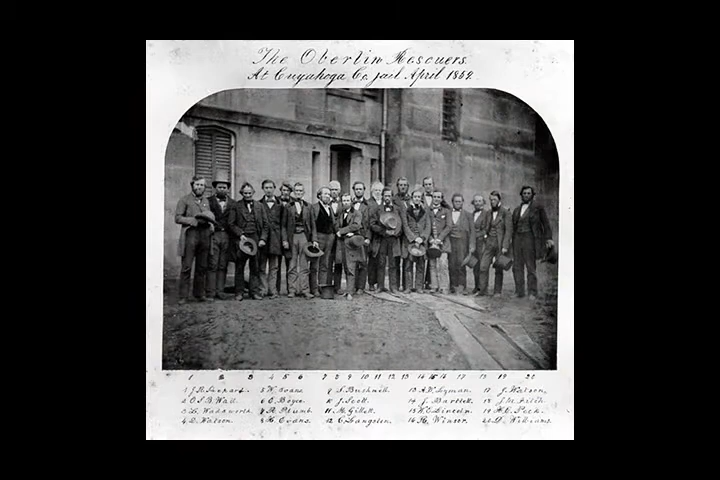 The Oberlin Rescuers.
At Cuyahoga Co. jail April 1859
1 2 3 4 5 6 7 8 9 10 11 12 13 14 15 16 17 18 19 20
1 J. R. Shepard. 5 W. Evans 9 S. Bushnell. 13 A. W. Lyman. 17 J. Watson.
2 O. S. B. Wall. 6 E. Boyce 10 J. Scott. 14 J. Bartlett. 18 J. M. Fitch.
3 L. Wadsworth. 7 R. Plumb. 11 M. Gillett. 15 W. E. Lincoln. 19 H. E. Peck.
4 D. Watson. 8 H. Evans. 12 C. Langston. 16 R. Winsor. 20 D. Williams.